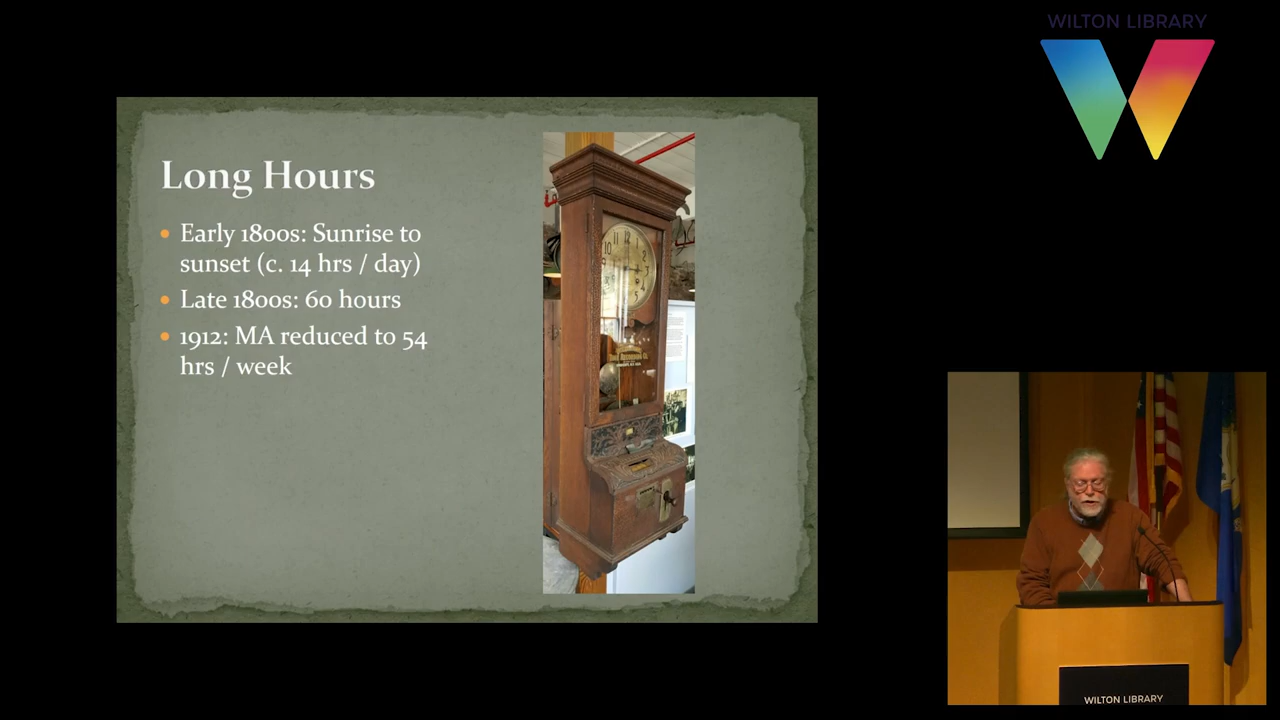 WILTON LIBRARY
Long Hours
• Early 1800s: Sunrise to
sunset (c. 14 hrs / day)
• Late 1800s: 60 hours
• 1912: MA reduced to 54
hrs / week
WILTON LIBRARY